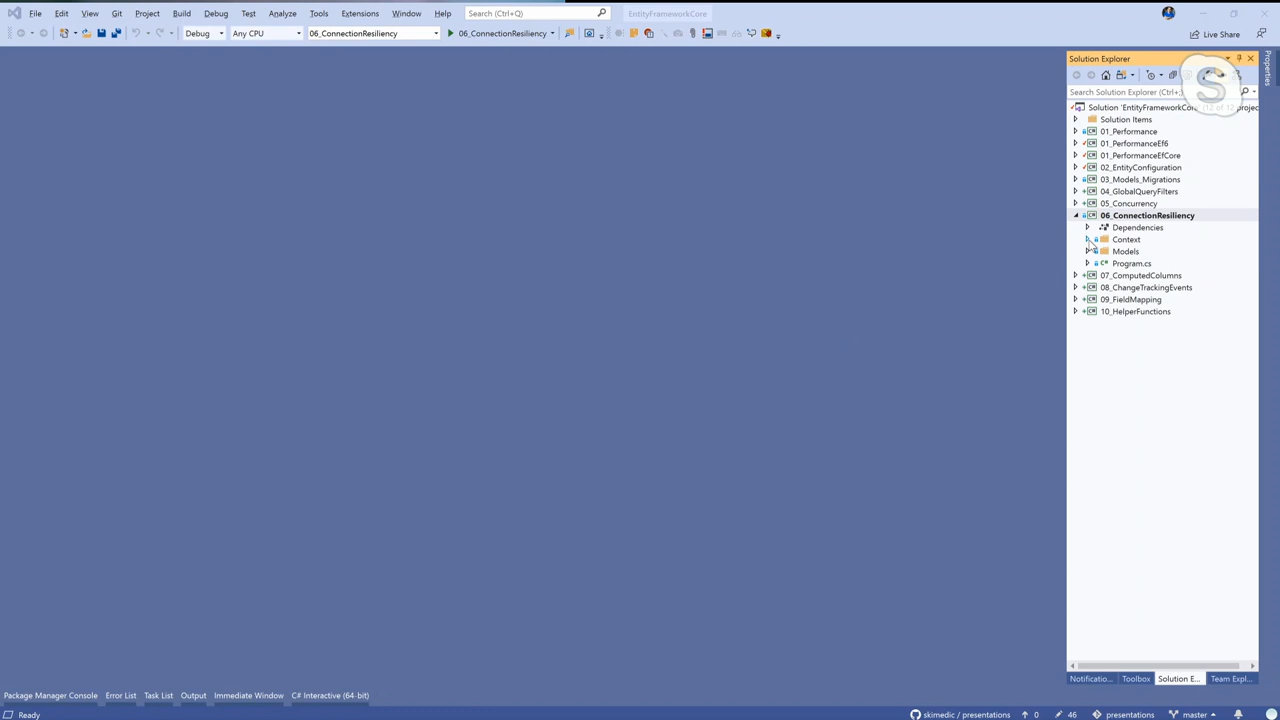 File Edit View Git Project Build Debug Test Analyze Tools Extensions Window Help Search (Ctrl+Q) EntityFrameworkCore
Debug Any CPU 06_ConnectionResiliency 06_ConnectionResiliency Live Share
Solution Explorer
Properties
Search Solution Explorer (Ctrl+;)
Solution 'EntityFrameworkCore' (12 of 12 projec
Solution Items
01_Performance
01_PerformanceEf6
01_PerformanceEfCore
02_EntityConfiguration
03_Models_Migrations
04_GlobalQueryFilters
05_Concurrency
06_ConnectionResiliency
Dependencies
Context
Models
Program.cs
07_ComputedColumns
08_ChangeTrackingEvents
09_FieldMapping
10_HelperFunctions
Notificatio... Toolbox Solution E... Team Expl...
Package Manager Console Error List Task List Output Immediate Window C# Interactive (64-bit)
Ready skimedic / presentations 0 46 presentations master